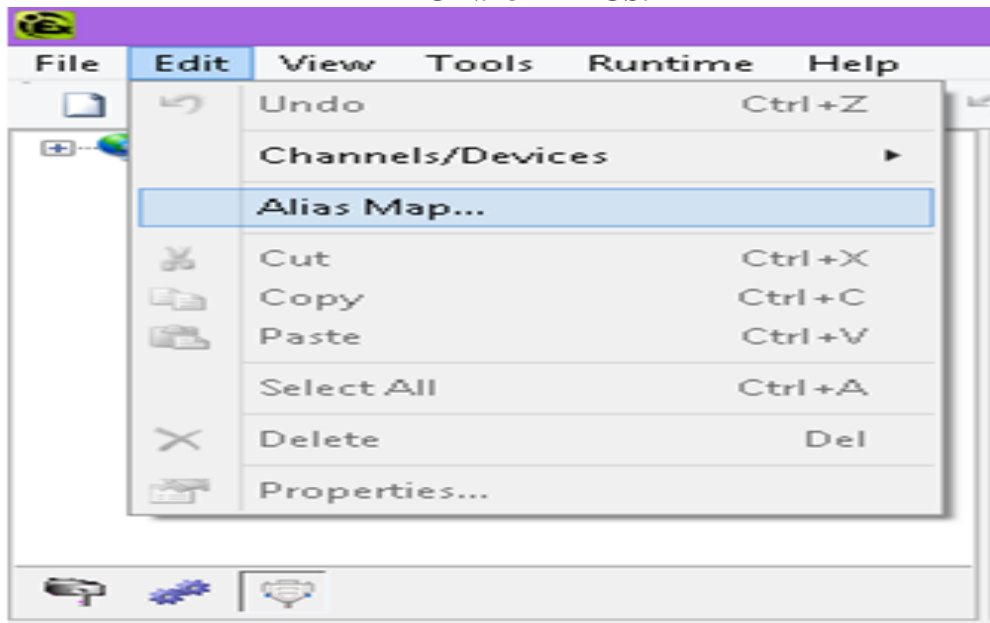 File Edit View Tools Runtime Help
Undo Ctrl+Z
Channels/Devices
Alias Map...
Cut Ctrl+X
Copy Ctrl+C
Paste Ctrl+V
Select All Ctrl+A
Delete Del
Properties...